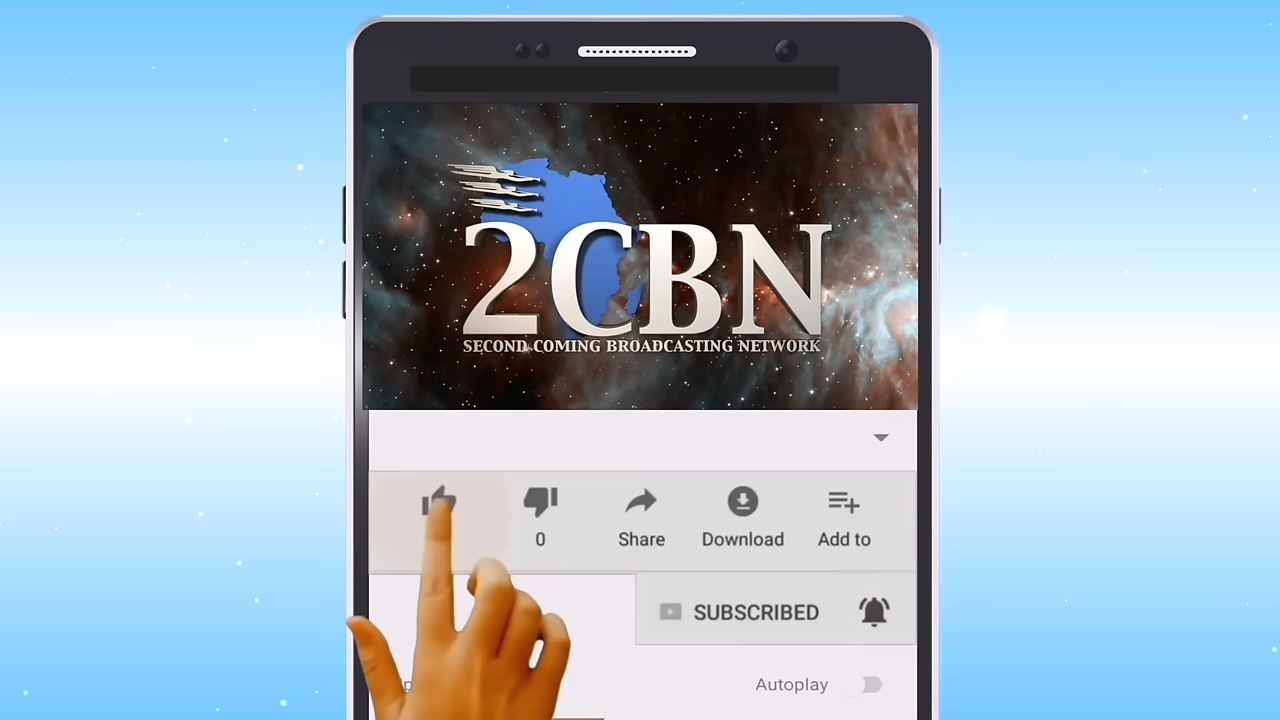 2CBN
SECOND COMING BROADCASTING NETWORK
0
Share
Download
Add to
SUBSCRIBED
Autoplay